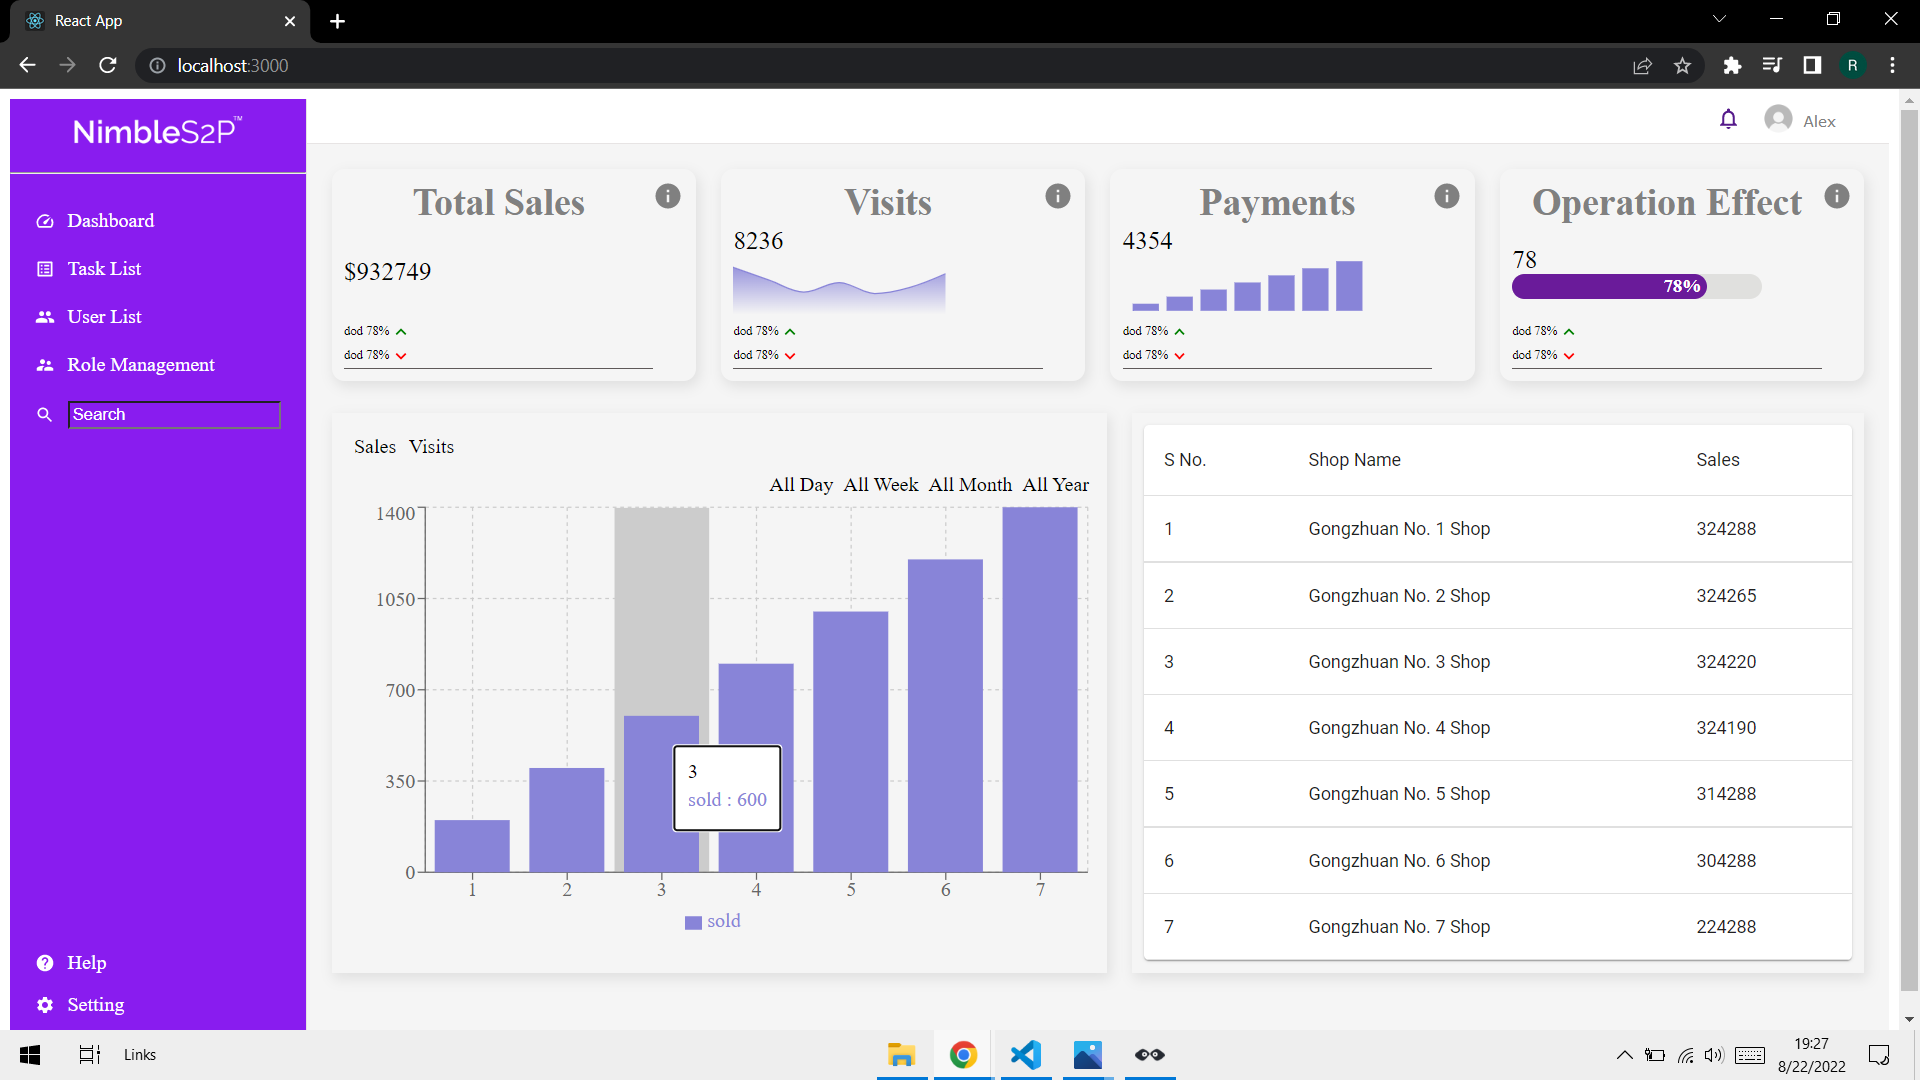 React App
localhost:3000
R
NimbleS2P™
Alex
Dashboard
Task List
User List
Role Management
Search
Help
Setting
Total Sales
$932749
dod 78%
dod 78%
Visits
8236
dod 78%
dod 78%
Payments
4354
dod 78%
dod 78%
Operation Effect
78
78%
dod 78%
dod 78%
Sales Visits
All Day All Week All Month All Year
1400
1050
700
350
0
1 2 3 4 5 6 7
3
sold : 600
sold
S No. Shop Name Sales
1 Gongzhuan No. 1 Shop 324288
2 Gongzhuan No. 2 Shop 324265
3 Gongzhuan No. 3 Shop 324220
4 Gongzhuan No. 4 Shop 324190
5 Gongzhuan No. 5 Shop 314288
6 Gongzhuan No. 6 Shop 304288
7 Gongzhuan No. 7 Shop 224288
Links
19:27
8/22/2022